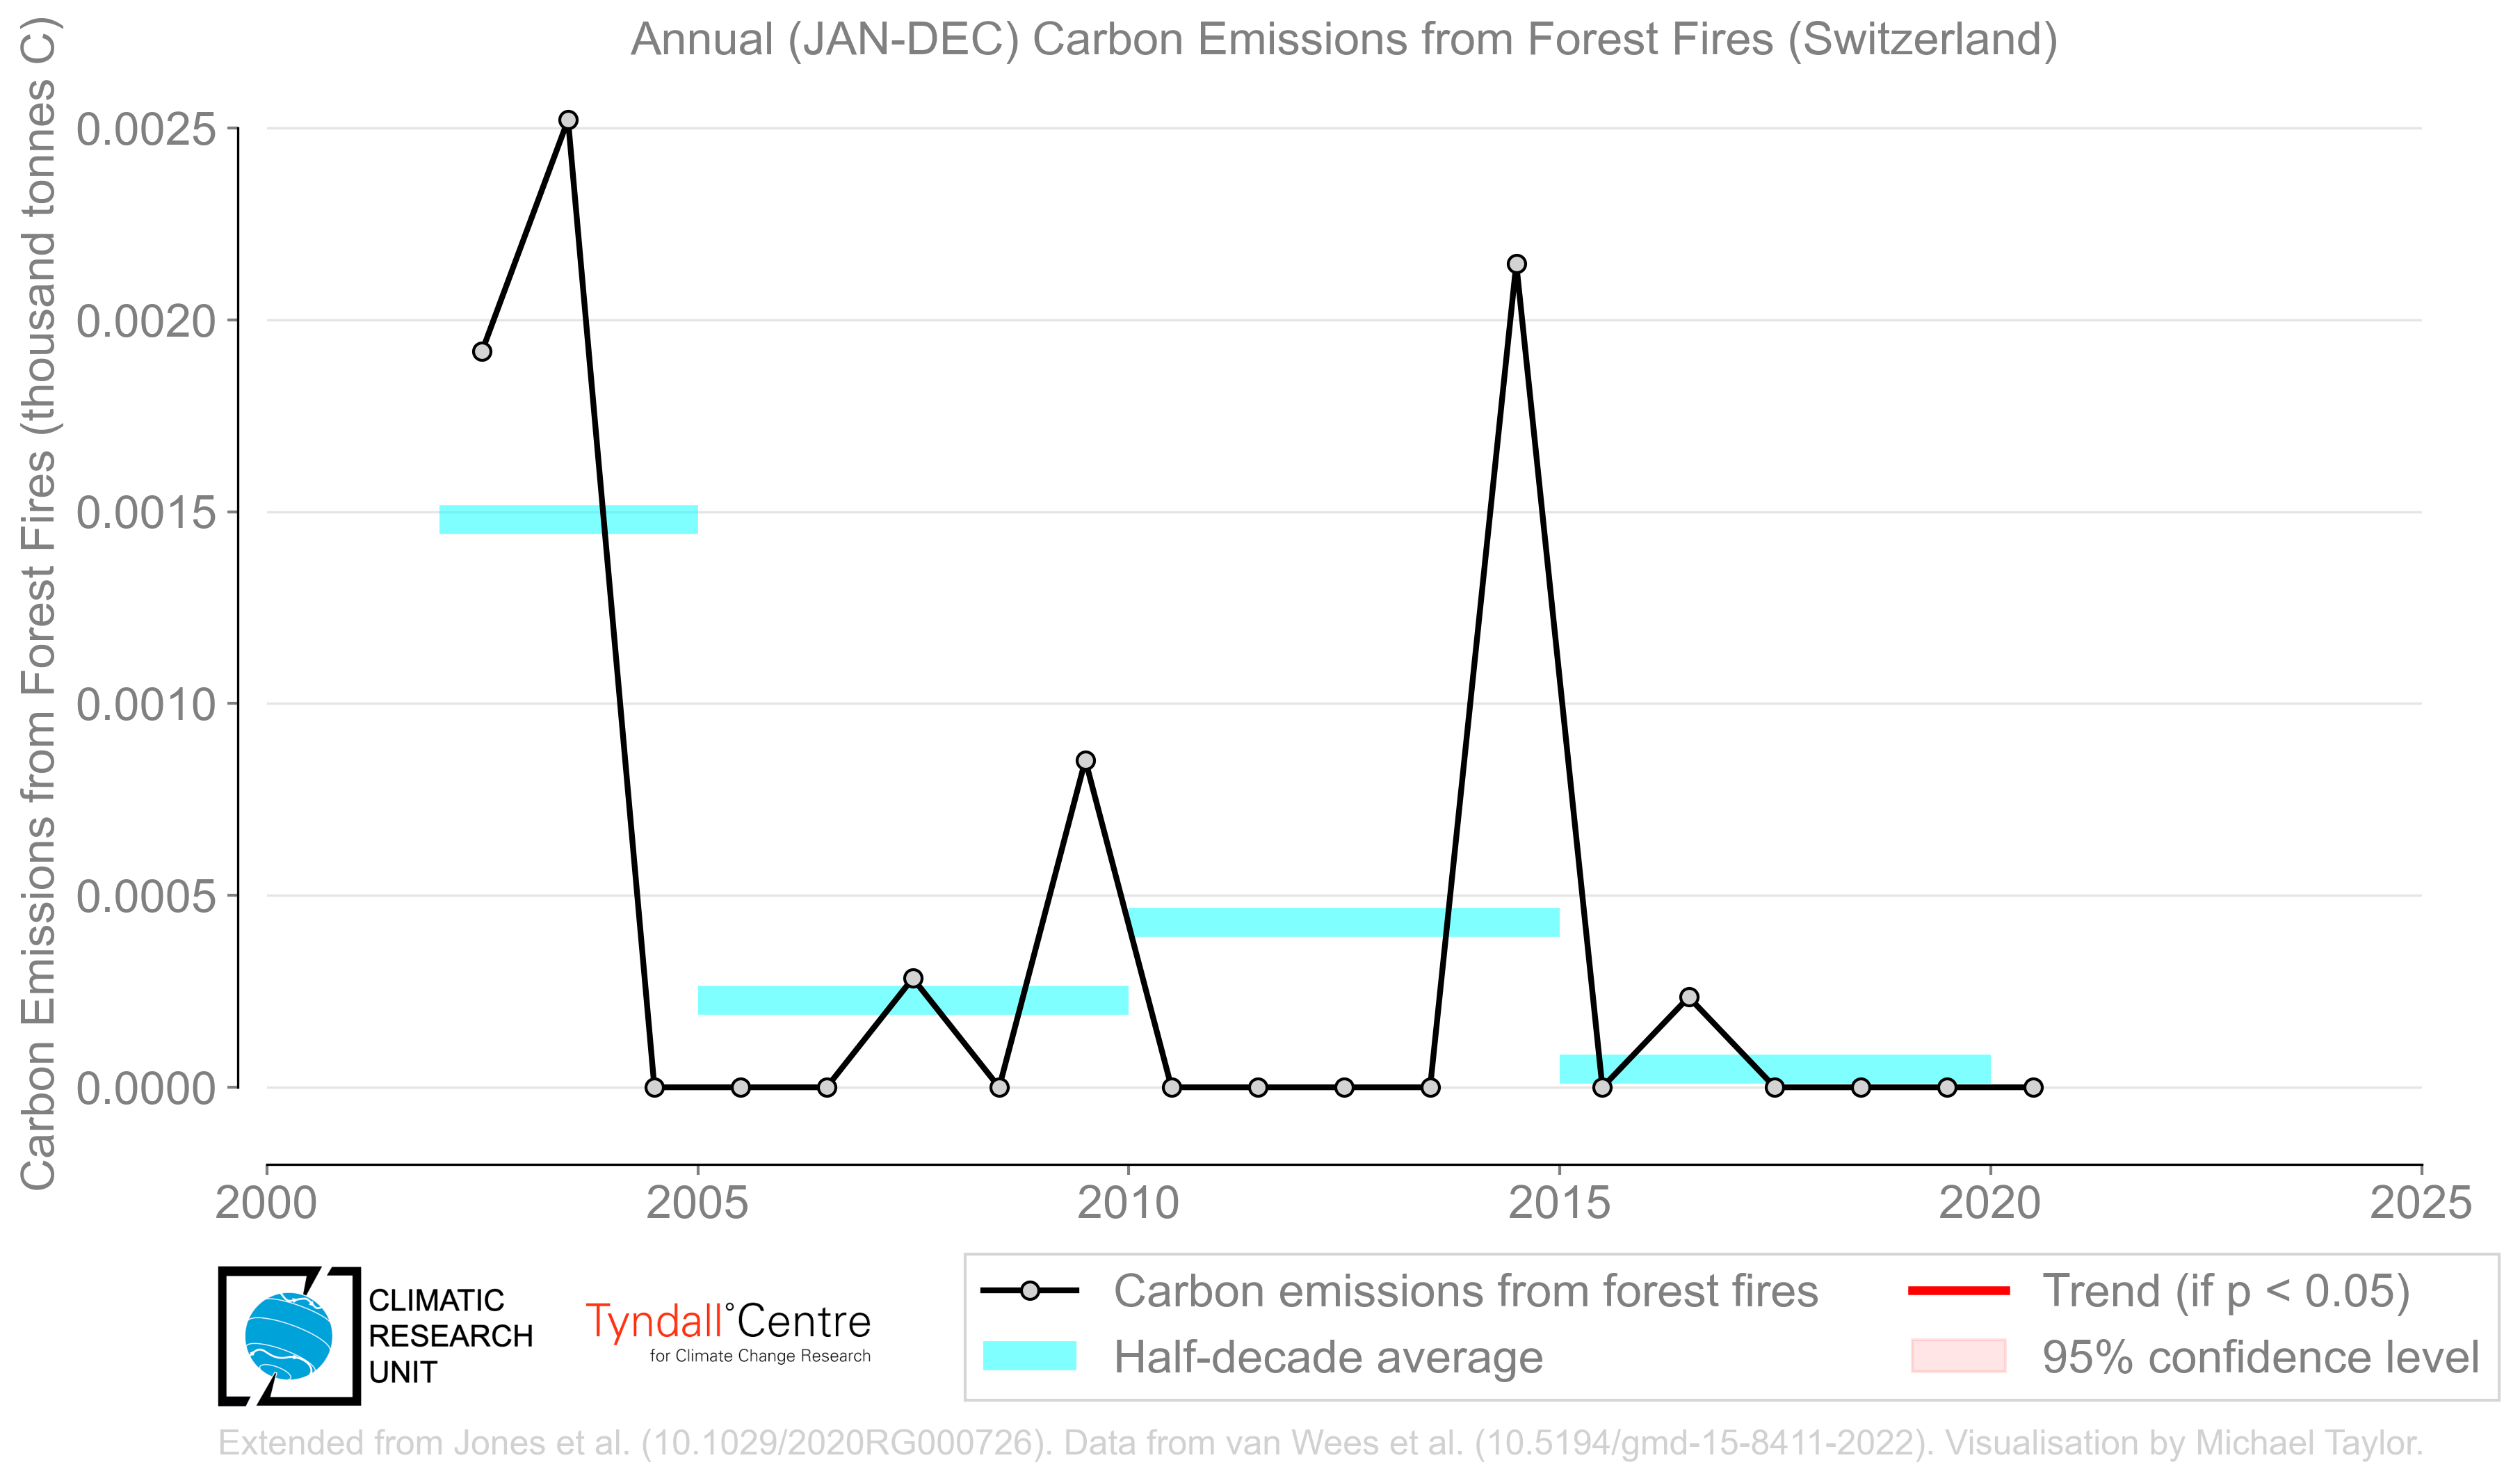 Annual (JAN-DEC) Carbon Emissions from Forest Fires (Switzerland)
Carbon Emissions from Forest Fires (thousand tonnes C)
0.0025
0.0020
0.0015
0.0010
0.0005
0.0000
2000 2005 2010 2015 2020 2025
CLIMATIC
RESEARCH
UNIT
Tyndall°Centre
for Climate Change Research
Carbon emissions from forest fires
Half-decade average
Trend (if p < 0.05)
95% confidence level
Extended from Jones et al. (10.1029/2020RG000726). Data from van Wees et al. (10.5194/gmd-15-8411-2022). Visualisation by Michael Taylor.